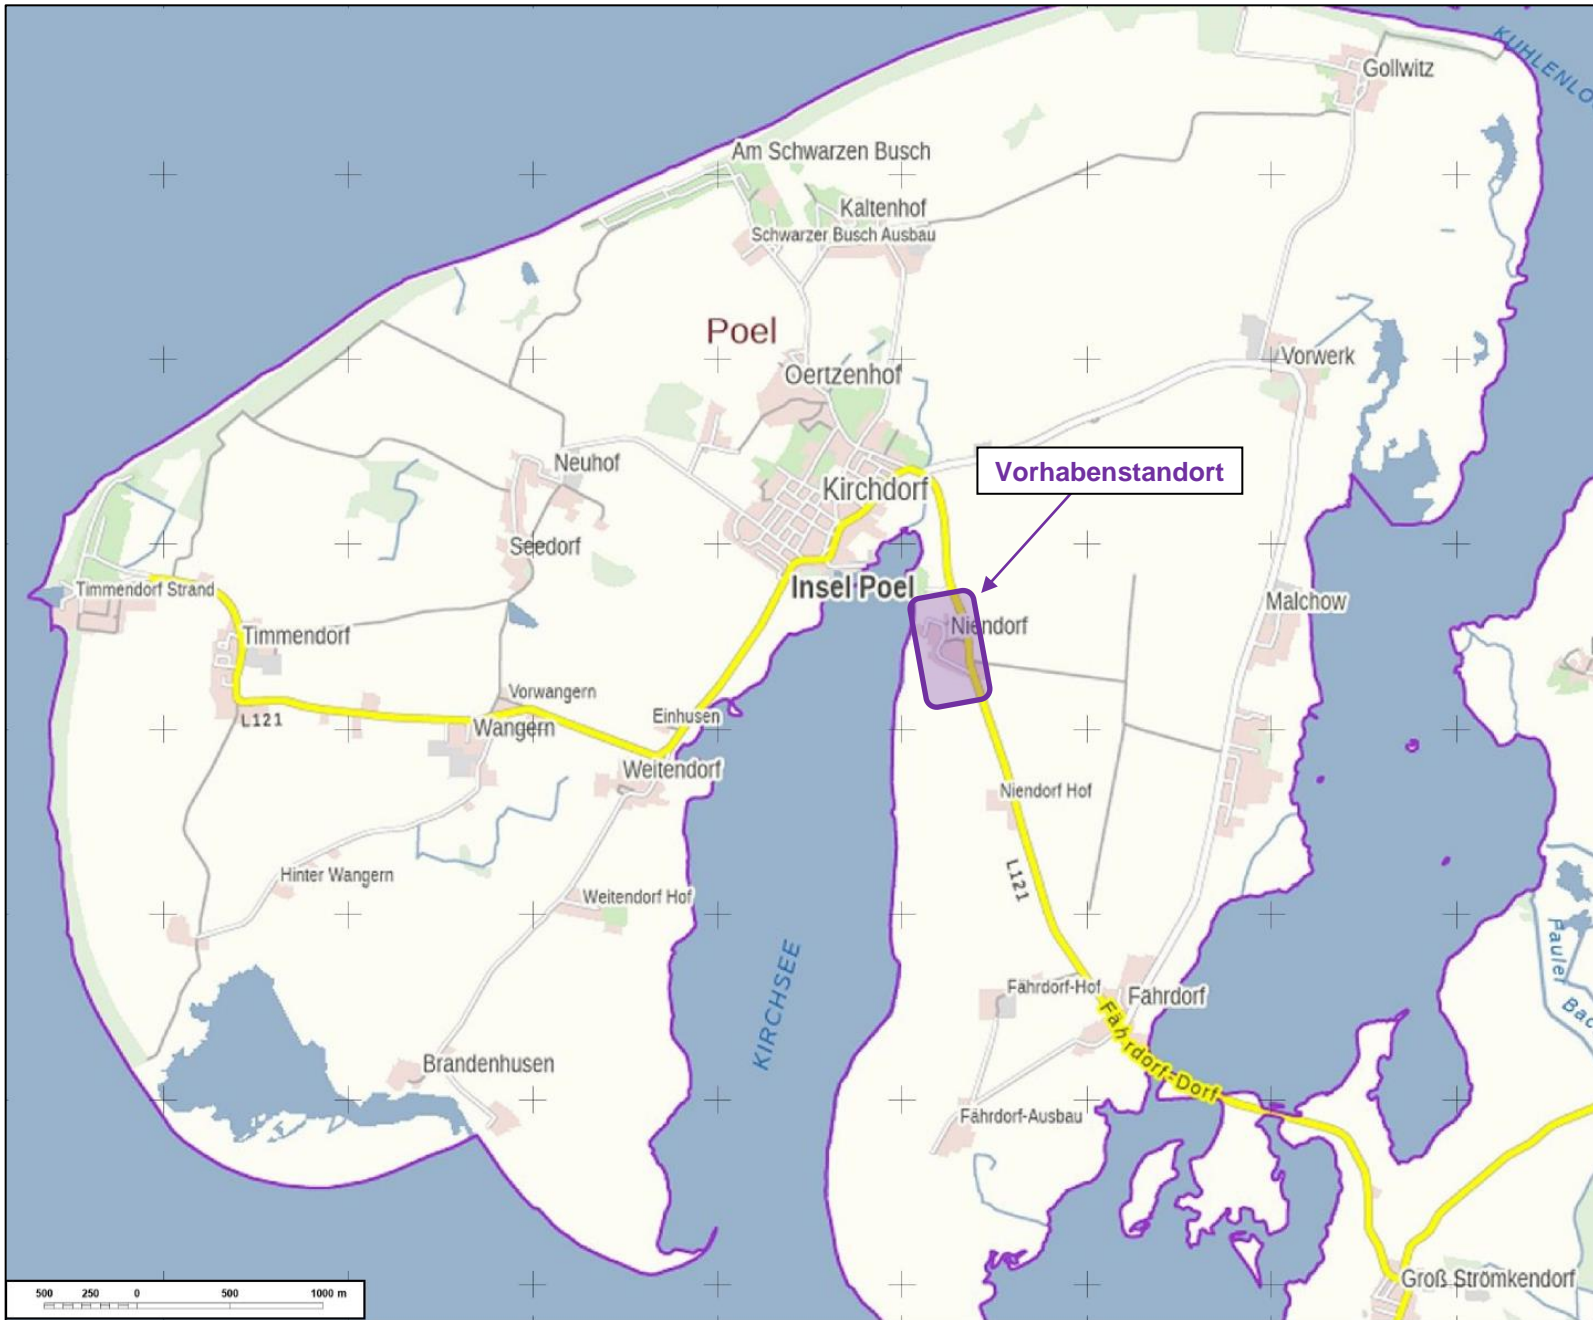 KUHLENLO
Gollwitz
Am Schwarzen Busch
Kaltenhof
Schwarzer Busch Ausbau
Poel
Vorwerk
Oertzenhof
Neuhof
Vorhabenstandort
Kirchdorf
Seedorf
Timmendorf Strand
Insel Poel
Malchow
Niendorf
Timmendorf
Vorwangern
L121
Einhusen
Wangern
Weitendorf
Niendorf Hof
Hinter Wangern
L121
Weitendorf Hof
Fauler
Bac
KIRCHSEE
Fährdorf-Hof
Fährdorf
Fährdorf-Dorf
Brandenhusen
Fährdorf-Ausbau
Groß Strömkendorf
500 250 0 500 1000 m